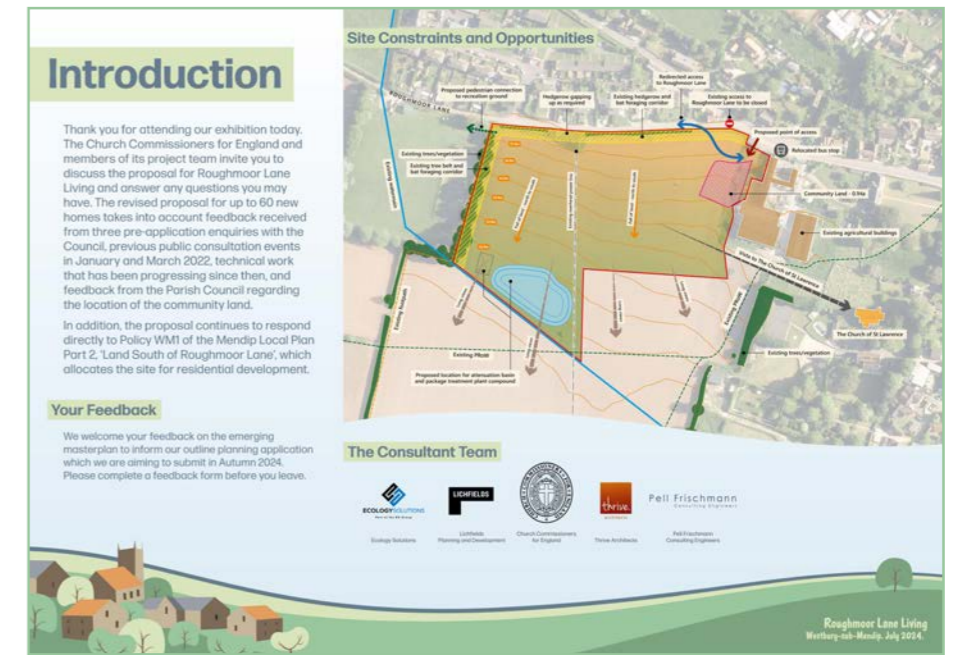 Introduction
Thank you for attending our exhibition today.
The Church Commissioners for England and
members of its project team invite you to
discuss the proposal for Roughmoor Lane
Living and answer any questions you may
have. The revised proposal for up to 60 new
homes takes into account feedback received
from three pre-application enquiries with the
Council, previous public consultation events
in January and March 2022, technical work
that has been progressing since then, and
feedback from the Parish Council regarding
the location of the community land.
In addition, the proposal continues to respond
directly to Policy WM1 of the Mendip Local Plan
Part 2, 'Land South of Roughmoor Lane', which
allocates the site for residential development.
Your Feedback
We welcome your feedback on the emerging
masterplan to inform our outline planning application
which we are aiming to submit in Autumn 2024.
Please complete a feedback form before you leave.
Site Constraints and Opportunities
Redirected access
to Roughmoor Lane
Proposed pedestrian connection
to recreation ground
Hedgerow gapping
up as required
Existing hedgerow and
bat foraging corridor
Existing access to
Roughmoor Lane to be closed
ROUGHMOOR LANE
Proposed point of access
Relocated bus stop
Existing trees/vegetation
Existing tree belt and
bat foraging corridor
Community Land - 0.1Ha
Existing agricultural buildings
Vista to The Church of St Lawrence
The Church of St Lawrence
Existing footpath
Existing PRoW
Existing PRoW
Existing trees/vegetation
Proposed location for attenuation basin
and package treatment plant compound
The Consultant Team
ECOLOGY SOLUTIONS
LICHFIELDS
thrive.
architects
Pell Frischmann
Consulting Engineers
Ecology Solutions
Lichfields
Planning and Development
Church Commissioners
for England
Thrive Architects
Pell Frischmann
Consulting Engineers
Roughmoor Lane Living
Westbury-sub-Mendip. July 2024.